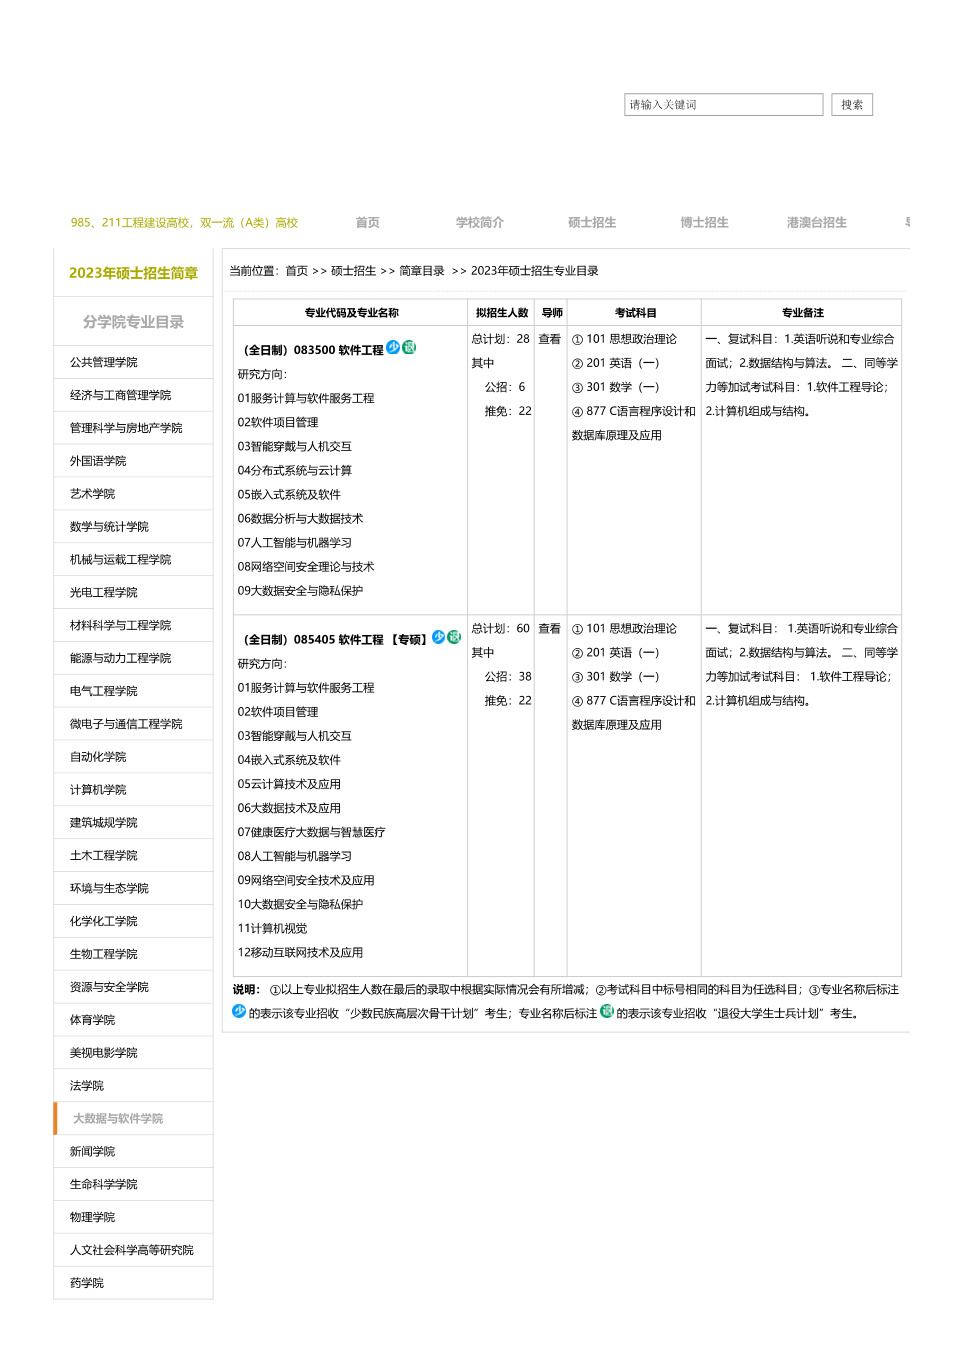 请输入关键词
搜索
985、211工程建设高校，双一流（A类）高校 首页 学校简介 硕士招生 博士招生 港澳台招生
2023年硕士招生简章
分学院专业目录
公共管理学院
经济与工商管理学院
管理科学与房地产学院
外国语学院
艺术学院
数学与统计学院
机械与运载工程学院
光电工程学院
材料科学与工程学院
能源与动力工程学院
电气工程学院
微电子与通信工程学院
自动化学院
计算机学院
建筑城规学院
土木工程学院
环境与生态学院
化学化工学院
生物工程学院
资源与安全学院
体育学院
美视电影学院
法学院
大数据与软件学院
新闻学院
生命科学学院
物理学院
人文社会科学高等研究院
药学院
当前位置：首页 >> 硕士招生 >> 简章目录 >> 2023年硕士招生专业目录
专业代码及专业名称 拟招生人数 导师 考试科目 专业备注
（全日制）083500 软件工程 少 退
研究方向：
01服务计算与软件服务工程
02软件项目管理
03智能穿戴与人机交互
04分布式系统与云计算
05嵌入式系统及软件
06数据分析与大数据技术
07人工智能与机器学习
08网络空间安全理论与技术
09大数据安全与隐私保护
总计划：28
其中
公招：6
推免：22
查看
① 101 思想政治理论
② 201 英语（一）
③ 301 数学（一）
④ 877 C语言程序设计和
数据库原理及应用
一、复试科目：1.英语听说和专业综合
面试；2.数据结构与算法。 二、同等学
力等加试考试科目：1.软件工程导论；
2.计算机组成与结构。
（全日制）085405 软件工程 【专硕】 少 退
研究方向：
01服务计算与软件服务工程
02软件项目管理
03智能穿戴与人机交互
04嵌入式系统及软件
05云计算技术及应用
06大数据技术及应用
07健康医疗大数据与智慧医疗
08人工智能与机器学习
09网络空间安全技术及应用
10大数据安全与隐私保护
11计算机视觉
12移动互联网技术及应用
总计划：60
其中
公招：38
推免：22
查看
① 101 思想政治理论
② 201 英语（一）
③ 301 数学（一）
④ 877 C语言程序设计和
数据库原理及应用
一、复试科目： 1.英语听说和专业综合
面试；2.数据结构与算法。 二、同等学
力等加试考试科目： 1.软件工程导论；
2.计算机组成与结构。
说明： ①以上专业拟招生人数在最后的录取中根据实际情况会有所增减；②考试科目中标号相同的科目为任选科目；③专业名称后标注
少 的表示该专业招收“少数民族高层次骨干计划”考生；专业名称后标注 退 的表示该专业招收“退役大学生士兵计划”考生。